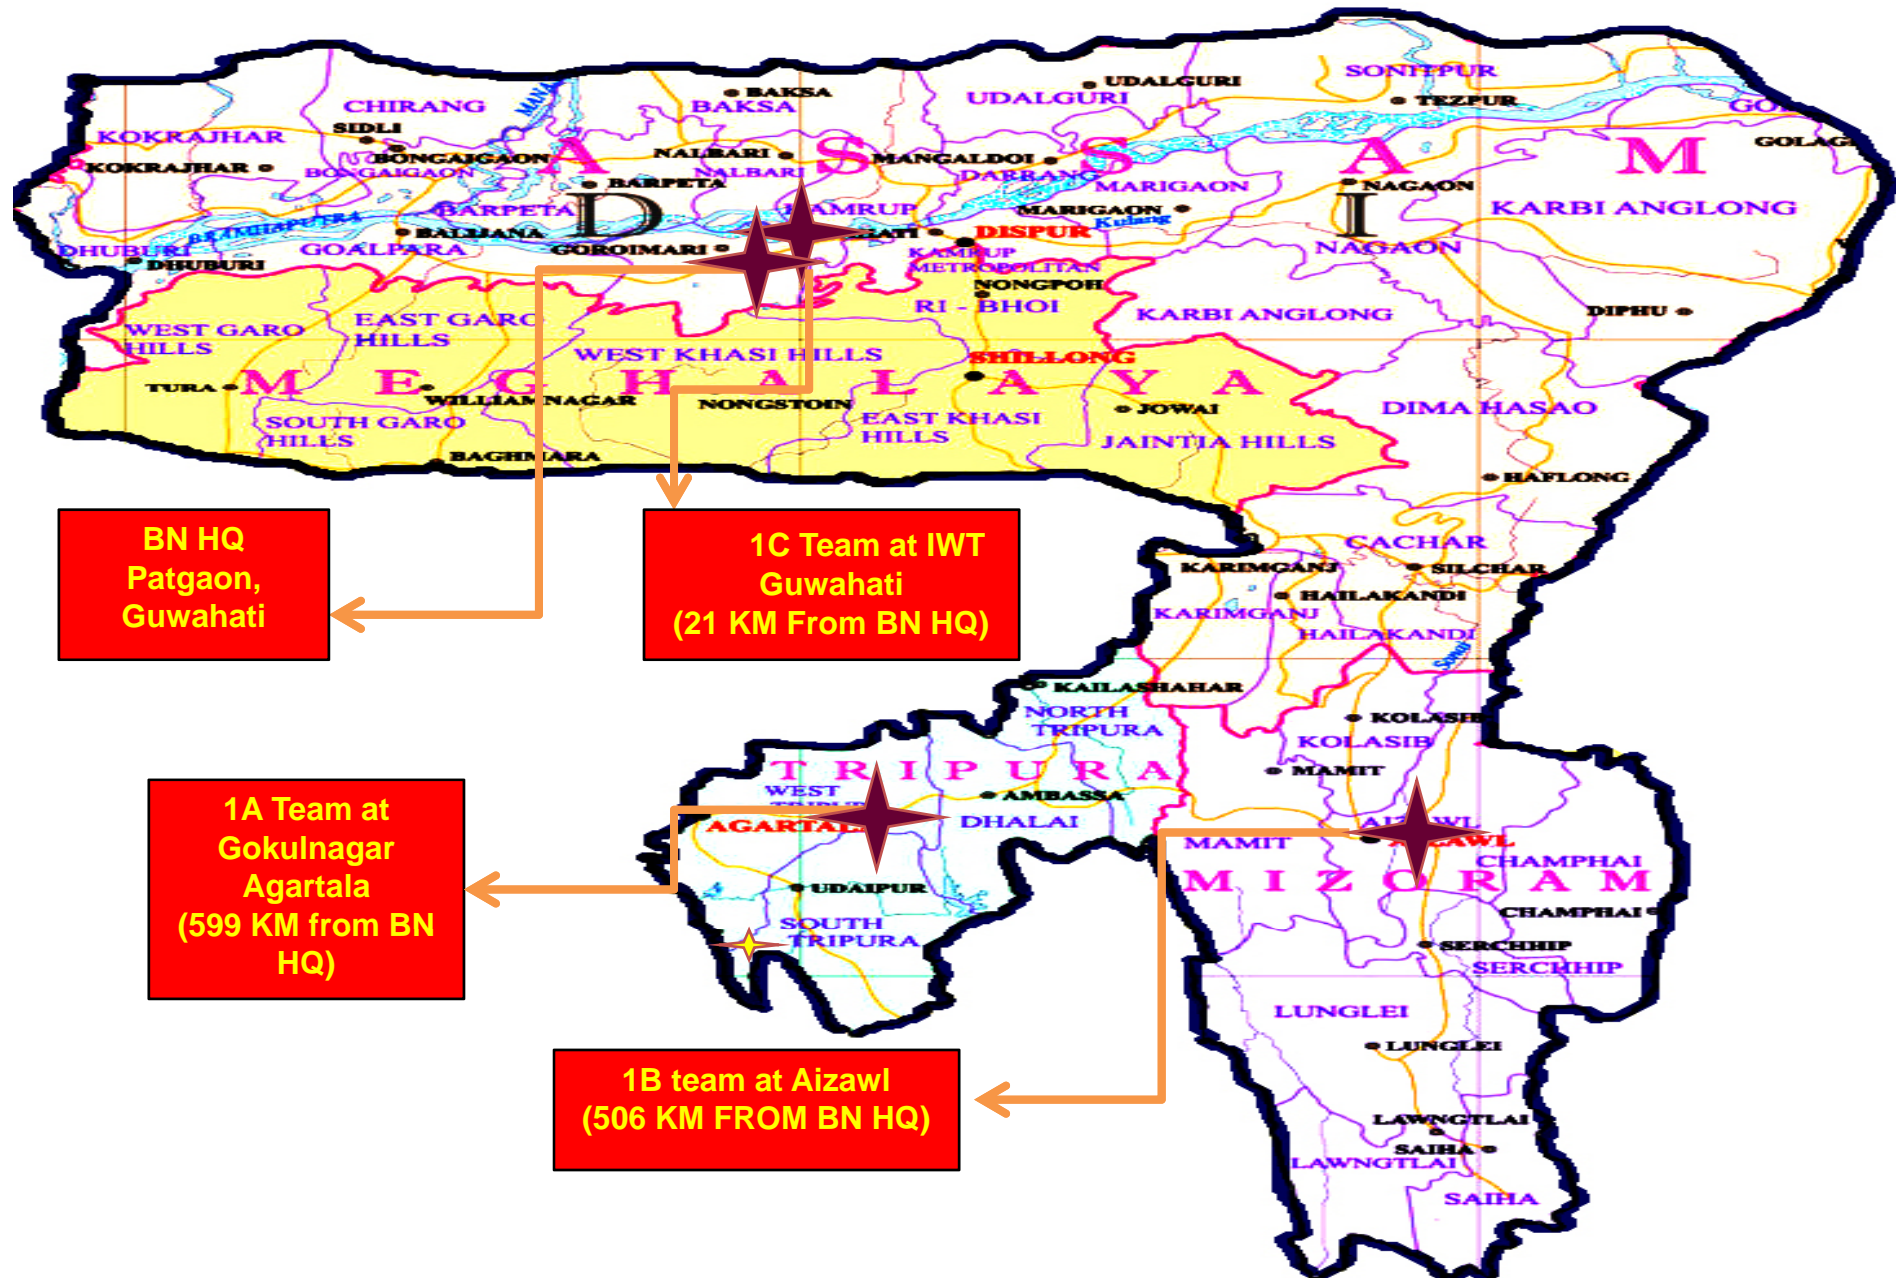 SONITPUR
UDALGURI
TEZPUR
BAKSA
UDALGURI
CHIRANG
MANA
BAKSA
KOKRAJHAR
SIDLI
GOLAG
KOKRAJHAR
BONGAIGAON
NALBARI
MANGALDOI
A S S A M
BONGAIGAON
NALBARI
DARRANG
MARIGAON
NAGAON
BARPETA
BARPETA
KAMRUP
MARIGAON
Kulang
KARBI ANGLONG
D I
BRAMHAPUTRA
BALIJANA
DISPUR
DHUBURI
GOALPARA
GOROIMARI
KAMRUP
METROPOLITAN
NAGAON
DHUBURI
NONGPOH
RI - BHOI
DIPHU
KARBI ANGLONG
WEST GARO
HILLS
EAST GARO
HILLS
WEST KHASI HILLS
SHILLONG
TURA
M E G H A L A Y A
WILLIAMNAGAR
NONGSTOIN
JOWAI
DIMA HASAO
SOUTH GARO
HILLS
EAST KHASI
HILLS
JAINTIA HILLS
BAGHMARA
HAFLONG
BN HQ
Patgaon,
Guwahati
1C Team at IWT
Guwahati
(21 KM From BN HQ)
CACHAR
KARIMGANJ
SILCHAR
HAILAKANDI
KARIMGANJ
HAILAKANDI
KAILASHAHAR
NORTH
TRIPURA
KOLASIB
KOLASIB
T R I P U R A
MAMIT
WEST
AMBASSA
AGARTAL
DHALAI
MAMIT
CHAMPHAI
M I Z O R A M
UDAIPUR
SOUTH
TRIPURA
CHAMPHAI
SERCHHIP
SERCHHIP
1A Team at
Gokulnagar
Agartala
(599 KM from BN
HQ)
LUNGLEI
LUNGLEI
1B team at Aizawl
(506 KM FROM BN HQ)
LAWNGTLAI
SAIHA
LAWNGTLAI
SAIHA